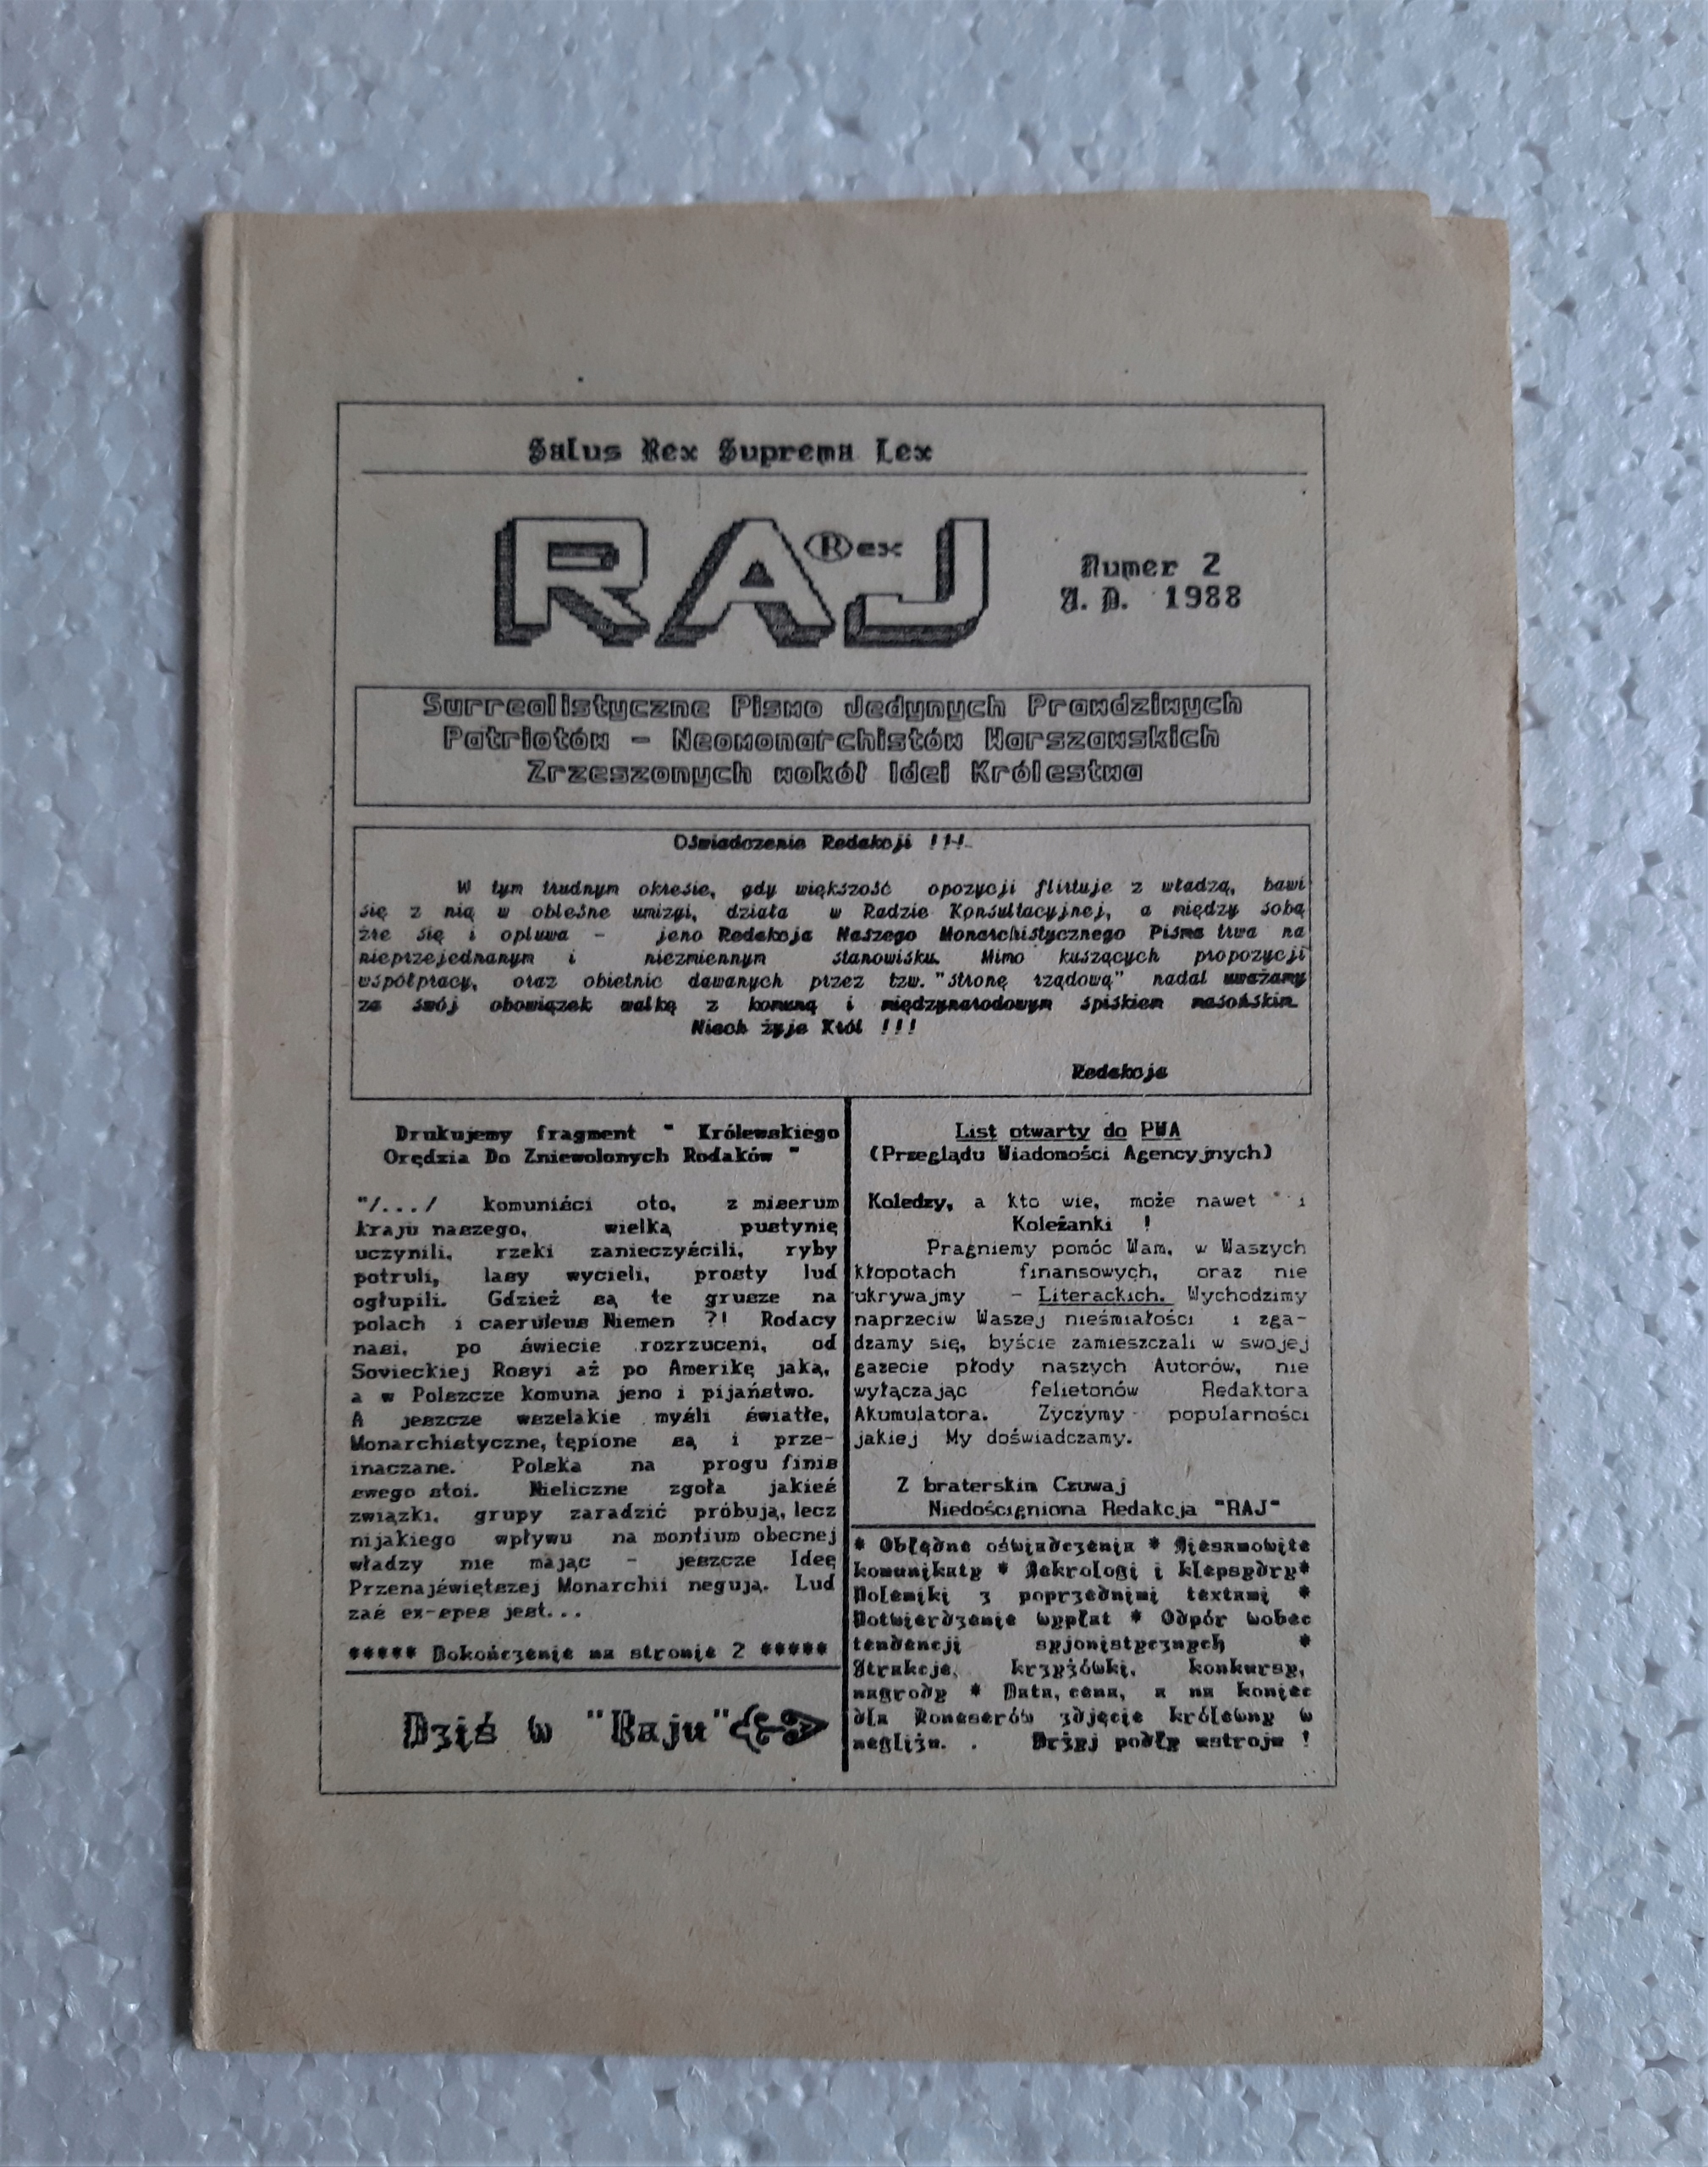 Salus Rex Suprema Lex
RAJ
®ex
Numer 2
A. D. 1988
Surrealistyczne Pismo Jedynych Prawdziwych
Patriotów - Neomonarchistów Warszawskich
Zrzeszonych wokół Idei Królestwa
Oświadczenie Redakcji !!!
W tym trudnym okresie, gdy większość opozycji flirtuje z władzą, bawi
się z nią w obleśne umizgi, działa w Radzie Konsultacyjnej, a między sobą
żre się i opluwa - jeno Redakcja Naszego Monarchistycznego Pisma trwa na
nieprzejednanym i niezmiennym stanowisku. Mimo kuszących propozycji
współpracy, oraz obietnic dawanych przez tzw. "stronę rządową" nadal uważamy
za swój obowiązek walkę z komuną i międzynarodowym spiskiem masońskim.
Niech żyje Król !!!
Redakcja
Drukujemy fragment " Królewskiego
Orędzia Do Zniewolonych Rodaków "
"/.../ komuniści oto, z miserum
kraju naszego, wielką pustynię
uczynili, rzeki zanieczyścili, ryby
potruli, lasy wycieli, prosty lud
ogłupili. Gdzież są te grusze na
polach i caeruleus Niemen ?! Rodacy
nasi, po świecie rozrzuceni, od
Sovieckiej Rosyi aż po Amerikę jaką,
a w Polszcze komuna jeno i pijaństwo.
A jeszcze wszelakie myśli światłe,
Monarchistyczne, tępione są i prze-
inaczane. Polska na progu finis
swego stoi. Nieliczne zgoła jakieś
związki, grupy zaradzić próbują, lecz
nijakiego wpływu na montium obecnej
władzy nie mając - jeszcze Ideę
Przenajświętszej Monarchii negują. Lud
zaś ex-spes jest...
***** Dokończenie na stronie 2 *****
Dziś w "Raju"
List otwarty do PWA
(Przeglądu Wiadomości Agencyjnych)
Koledzy, a kto wie, może nawet i
Koleżanki !
Pragniemy pomóc Wam, w Waszych
kłopotach finansowych, oraz nie
ukrywajmy - Literackich. Wychodzimy
naprzeciw Waszej nieśmiałości i zga-
dzamy się, byście zamieszczali w swojej
gazecie płody naszych Autorów, nie
wyłączając felietonów Redaktora
Akumulatora. Życzymy popularności
jakiej My doświadczamy.
Z braterskim Czuwaj
Niedościgniona Redakcja "RAJ"
* Obłędne oświadczenia * Niesamowite
komunikaty * Nekrologi i klepsydry*
Polemiki z poprzednimi textami *
Potwierdzenie wypłat * Odpór wobec
tendencji syjonistycznych *
Atrakcje, krzyżówki, konkursy,
nagrody * Data, cena, a na koniec
dla Koneserów zdjęcie królewny w
negliżu. . Drżyj podły ustroju !